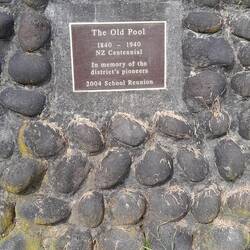 The Old Pool
1840 - 1940
NZ Centennial
In memory of the
district's pioneers
2004 School Reunion